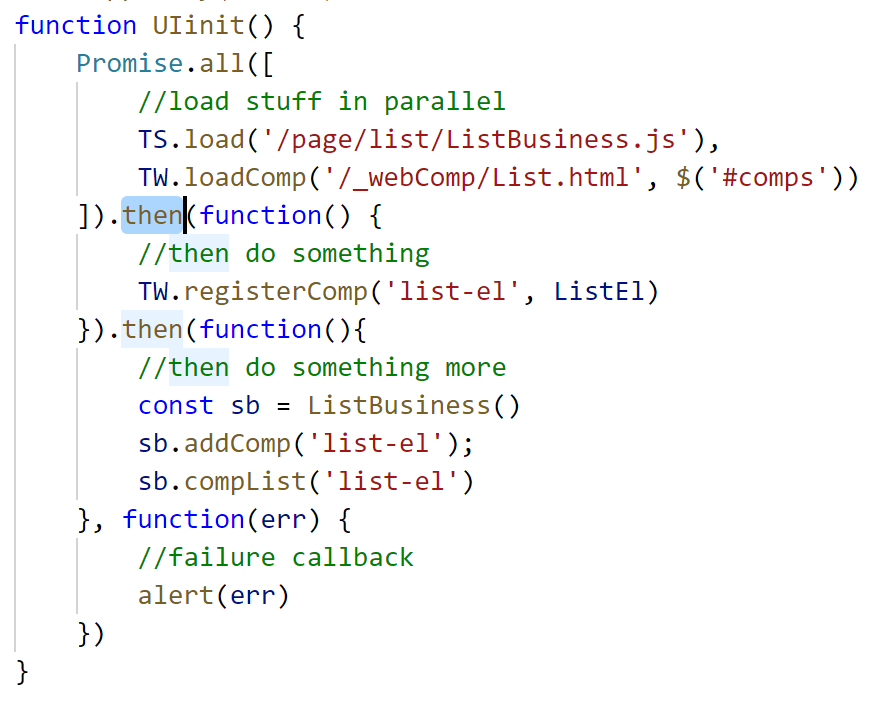 function UIinit() {
    Promise.all([
        //load stuff in parallel
        TS.load('/page/list/ListBusiness.js'),
        TW.loadComp('/_webComp/List.html', $('#comps'))
    ]).then(function() {
        //then do something
        TW.registerComp('list-el', ListEl)
    }).then(function(){
        //then do something more
        const sb = ListBusiness()
        sb.addComp('list-el');
        sb.compList('list-el')
    }, function(err) {
        //failure callback
        alert(err)
    })
}